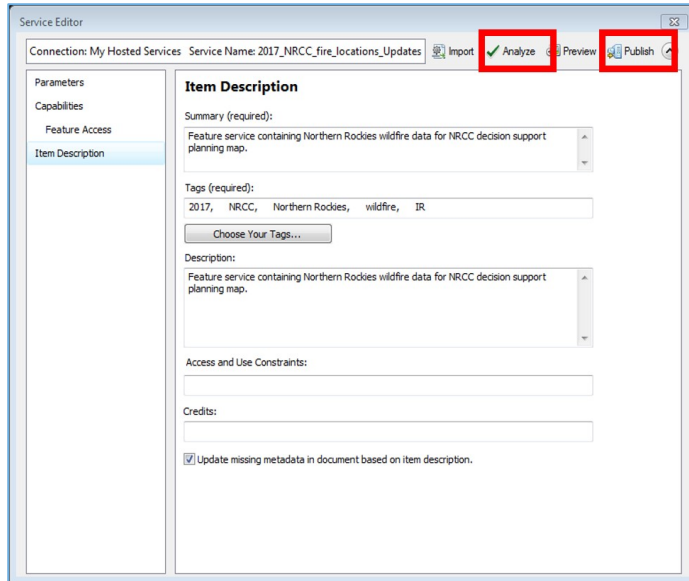 Service Editor
Connection: My Hosted Services Service Name: 2017_NRCC_fire_locations_Updates Import Analyze Preview Publish
Parameters
Capabilities
Feature Access
Item Description
Item Description
Summary (required):
Feature service containing Northern Rockies wildfire data for NRCC decision support
planning map.
Tags (required):
2017, NRCC, Northern Rockies, wildfire, IR
Choose Your Tags...
Description:
Feature service containing Northern Rockies wildfire data for NRCC decision support
planning map.
Access and Use Constraints:
Credits:
Update missing metadata in document based on item description.